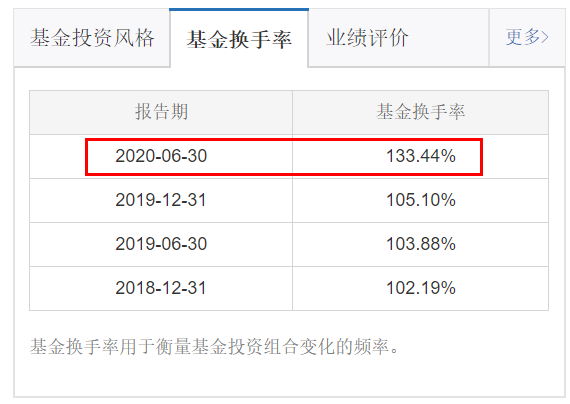 基金投资风格 基金换手率 业绩评价 更多>
报告期 基金换手率
2020-06-30 133.44%
2019-12-31 105.10%
2019-06-30 103.88%
2018-12-31 102.19%
基金换手率用于衡量基金投资组合变化的频率。